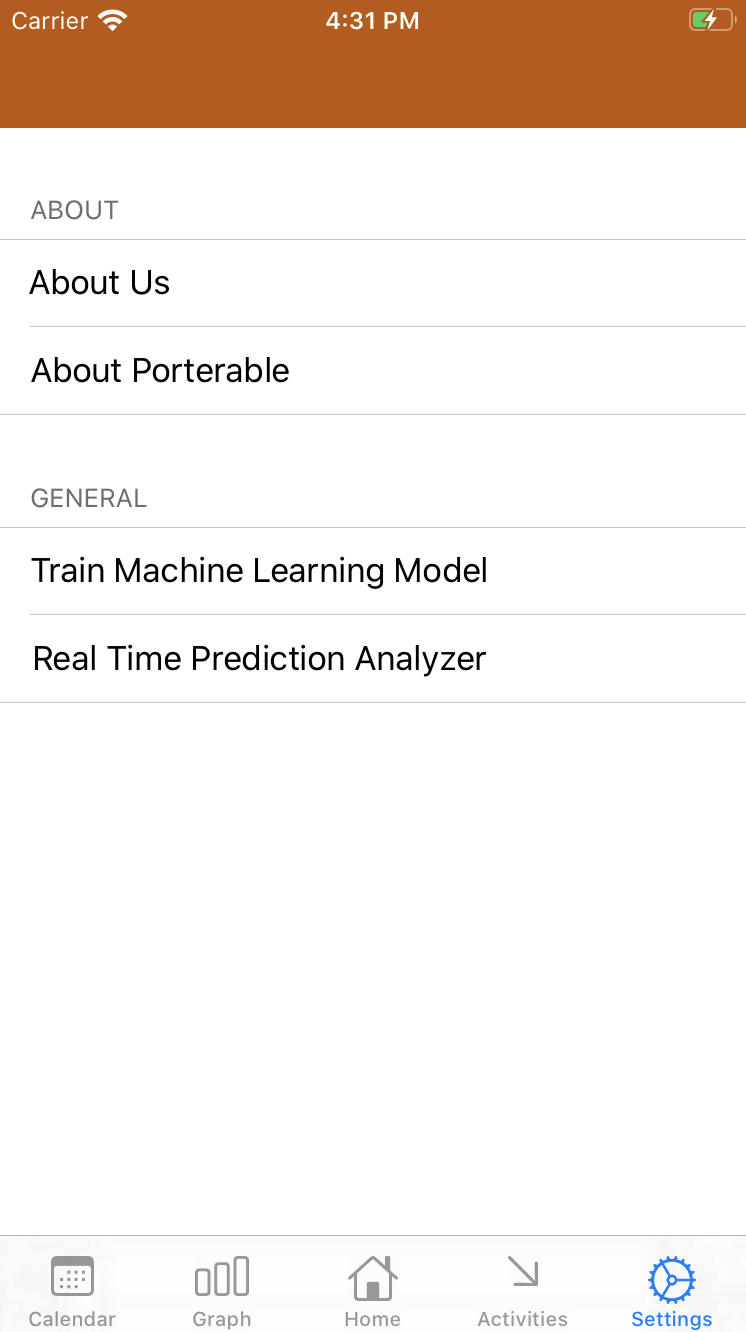 Carrier 4:31 PM
ABOUT
About Us
About Porterable
GENERAL
Train Machine Learning Model
Real Time Prediction Analyzer
Calendar Graph Home Activities Settings